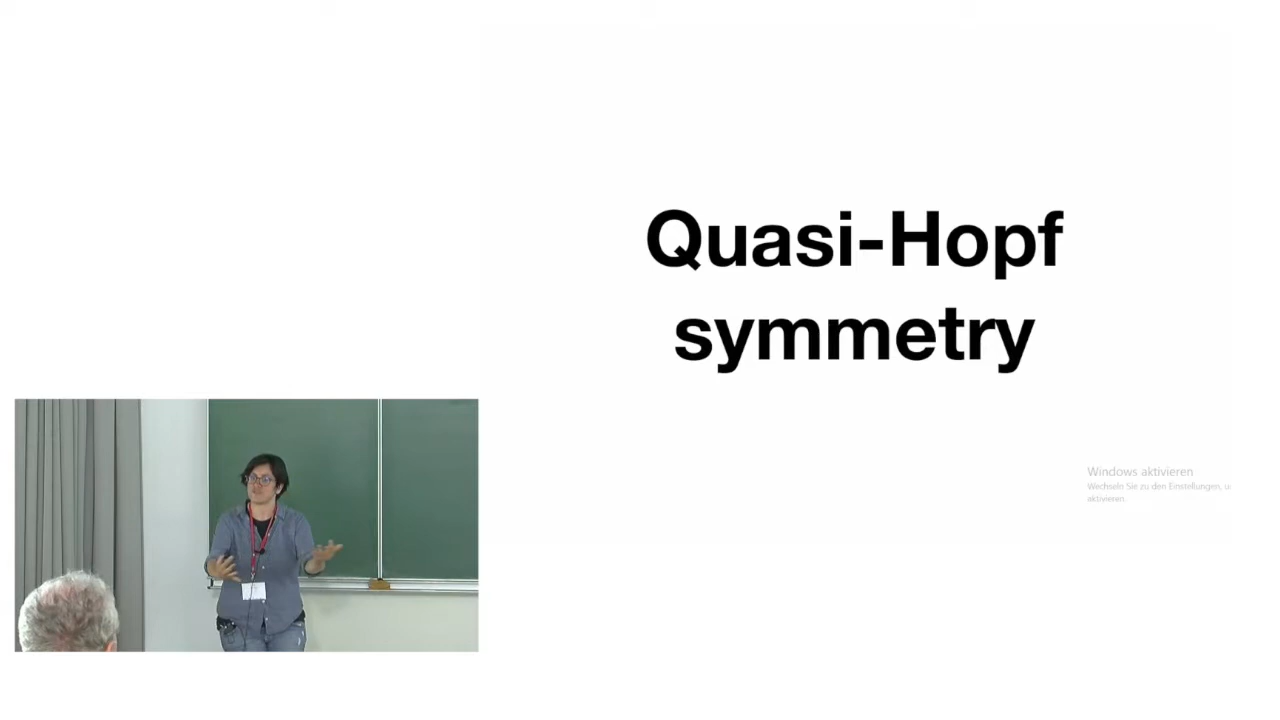 Quasi-Hopf
symmetry
Windows aktivieren
Wechseln Sie zu den Einstellungen, u
aktivieren.